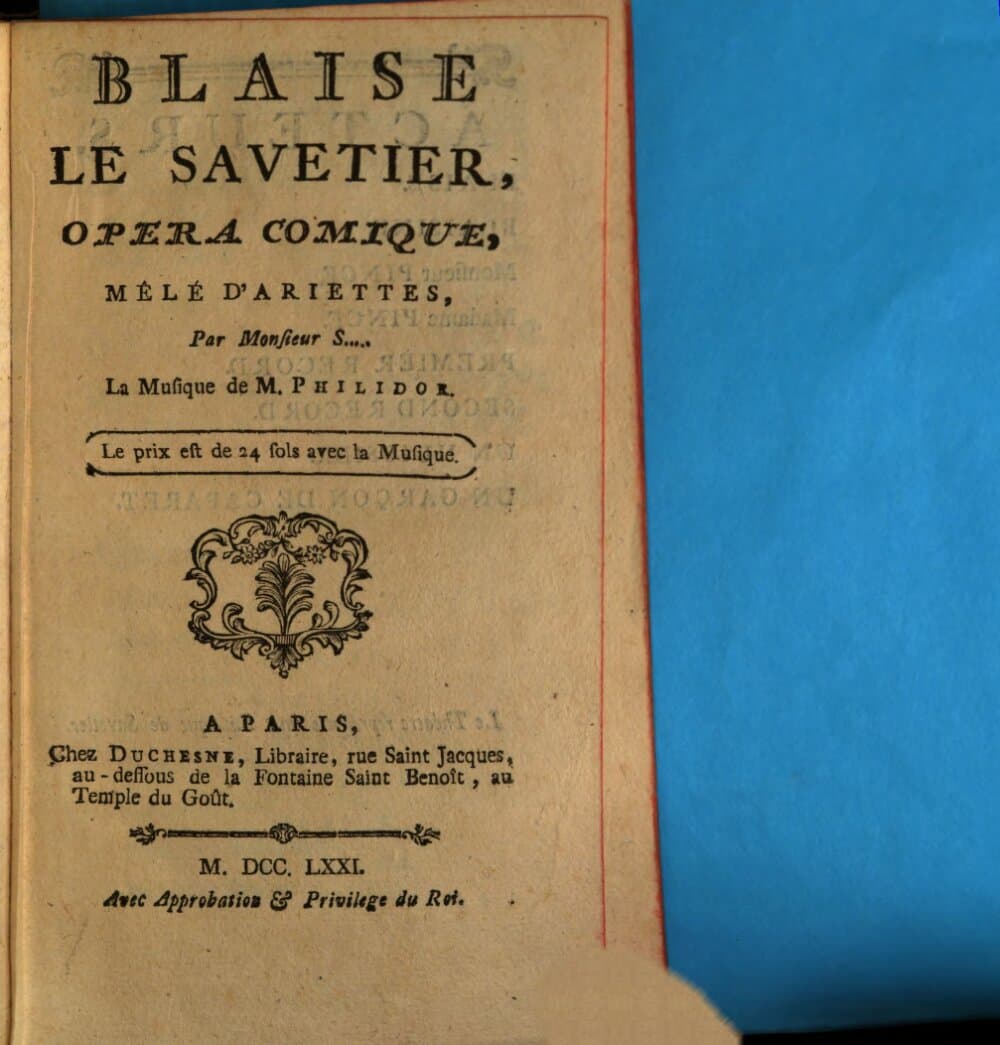 BLAISE
LE SAVETIER,
OPERA COMIQUE,
MÊLÉ D'ARIETTES,
Par Monſieur S.....
La Muſique de M. PHILIDOR.
Le prix eſt de 24 ſols avec la Muſique.
A PARIS,
Chez DUCHESNE, Libraire, rue Saint Jacques,
au-deſſous de la Fontaine Saint Benoît, au
Temple du Goût.
M. DCC. LXXI.
Avec Approbation & Privilege du Roi.